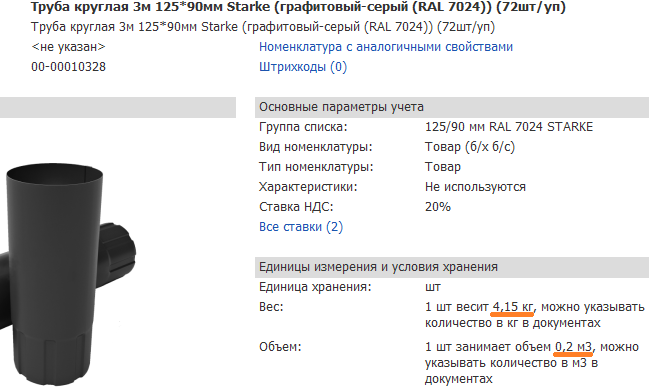 Труба круглая 3м 125*90мм Starke (графитовый-серый (RAL 7024)) (72шт/уп)
Труба круглая 3м 125*90мм Starke (графитовый-серый (RAL 7024)) (72шт/уп)
<не указан>
Номенклатура с аналогичными свойствами
00-00010328
Штрихкоды (0)
Основные параметры учета
Группа списка: 125/90 мм RAL 7024 STARKE
Вид номенклатуры: Товар (б/х б/с)
Тип номенклатуры: Товар
Характеристики: Не используются
Ставка НДС: 20%
Все ставки (2)
Единицы измерения и условия хранения
Единица хранения: шт
Вес: 1 шт весит 4,15 кг, можно указывать
количество в кг в документах
Объем: 1 шт занимает объем 0,2 м3, можно
указывать количество в м3 в
документах